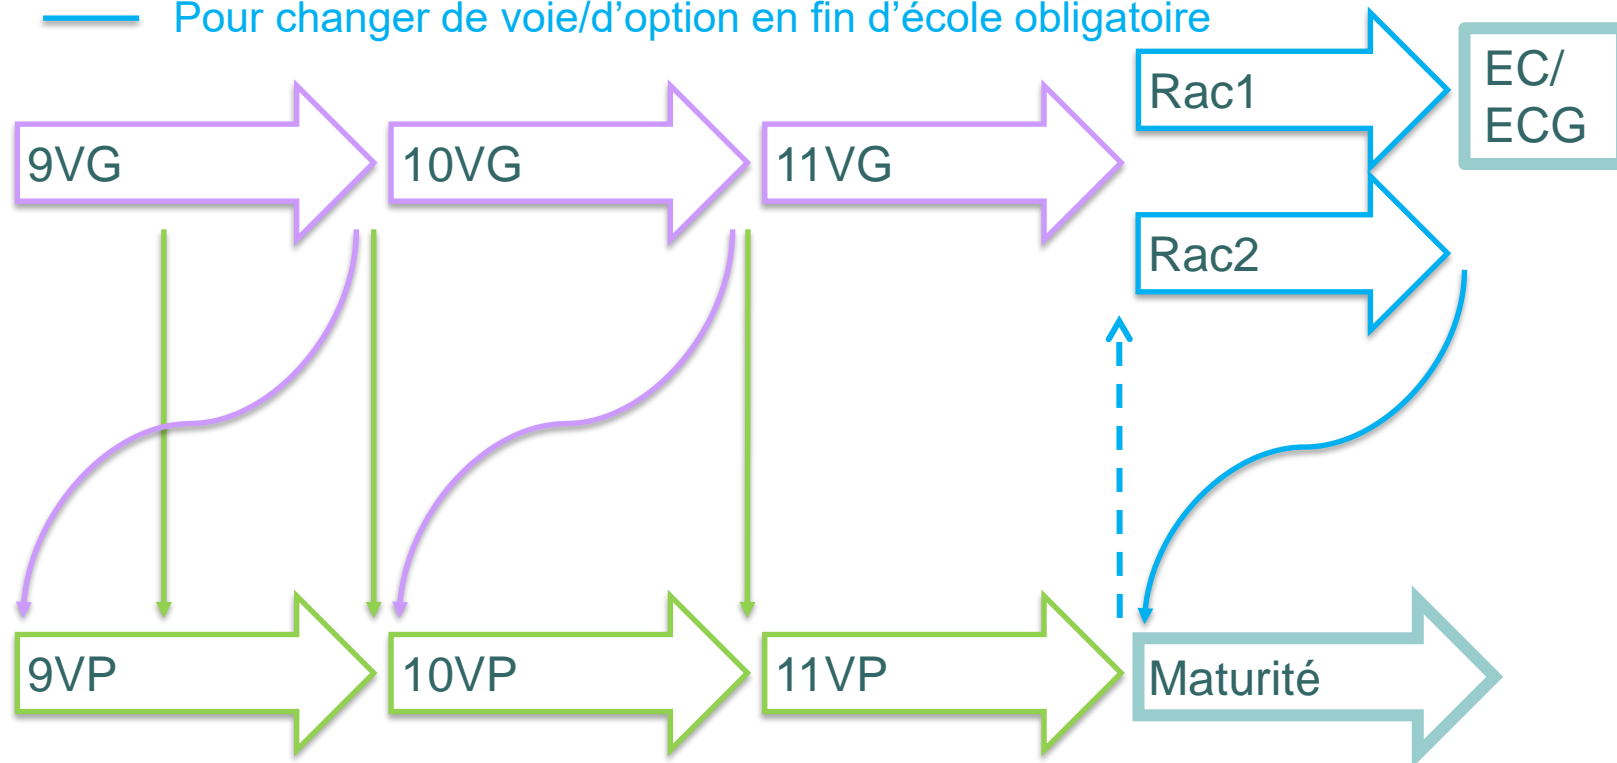 Pour changer de voie/d’option en fin d’école obligatoire
Rac1
EC/
ECG
9VG
10VG
11VG
Rac2
9VP
10VP
11VP
Maturité